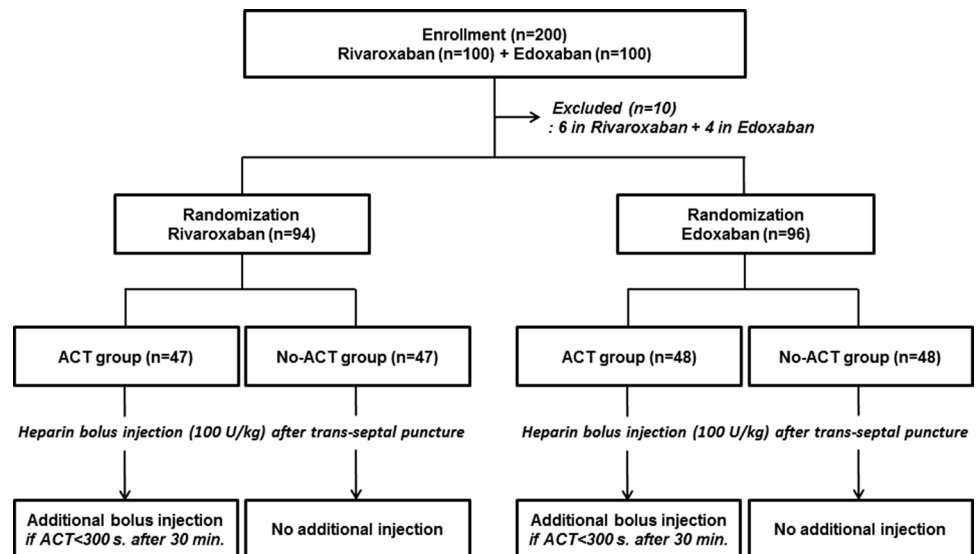 Enrollment (n=200)
Rivaroxaban (n=100) + Edoxaban (n=100)
Excluded (n=10)
: 6 in Rivaroxaban + 4 in Edoxaban
Randomization
Rivaroxaban (n=94)
Randomization
Edoxaban (n=96)
ACT group (n=47)
No-ACT group (n=47)
ACT group (n=48)
No-ACT group (n=48)
Heparin bolus injection (100 U/kg) after trans-septal puncture
Heparin bolus injection (100 U/kg) after trans-septal puncture
Additional bolus injection
if ACT<300 s. after 30 min.
No additional injection
Additional bolus injection
if ACT<300 s. after 30 min.
No additional injection